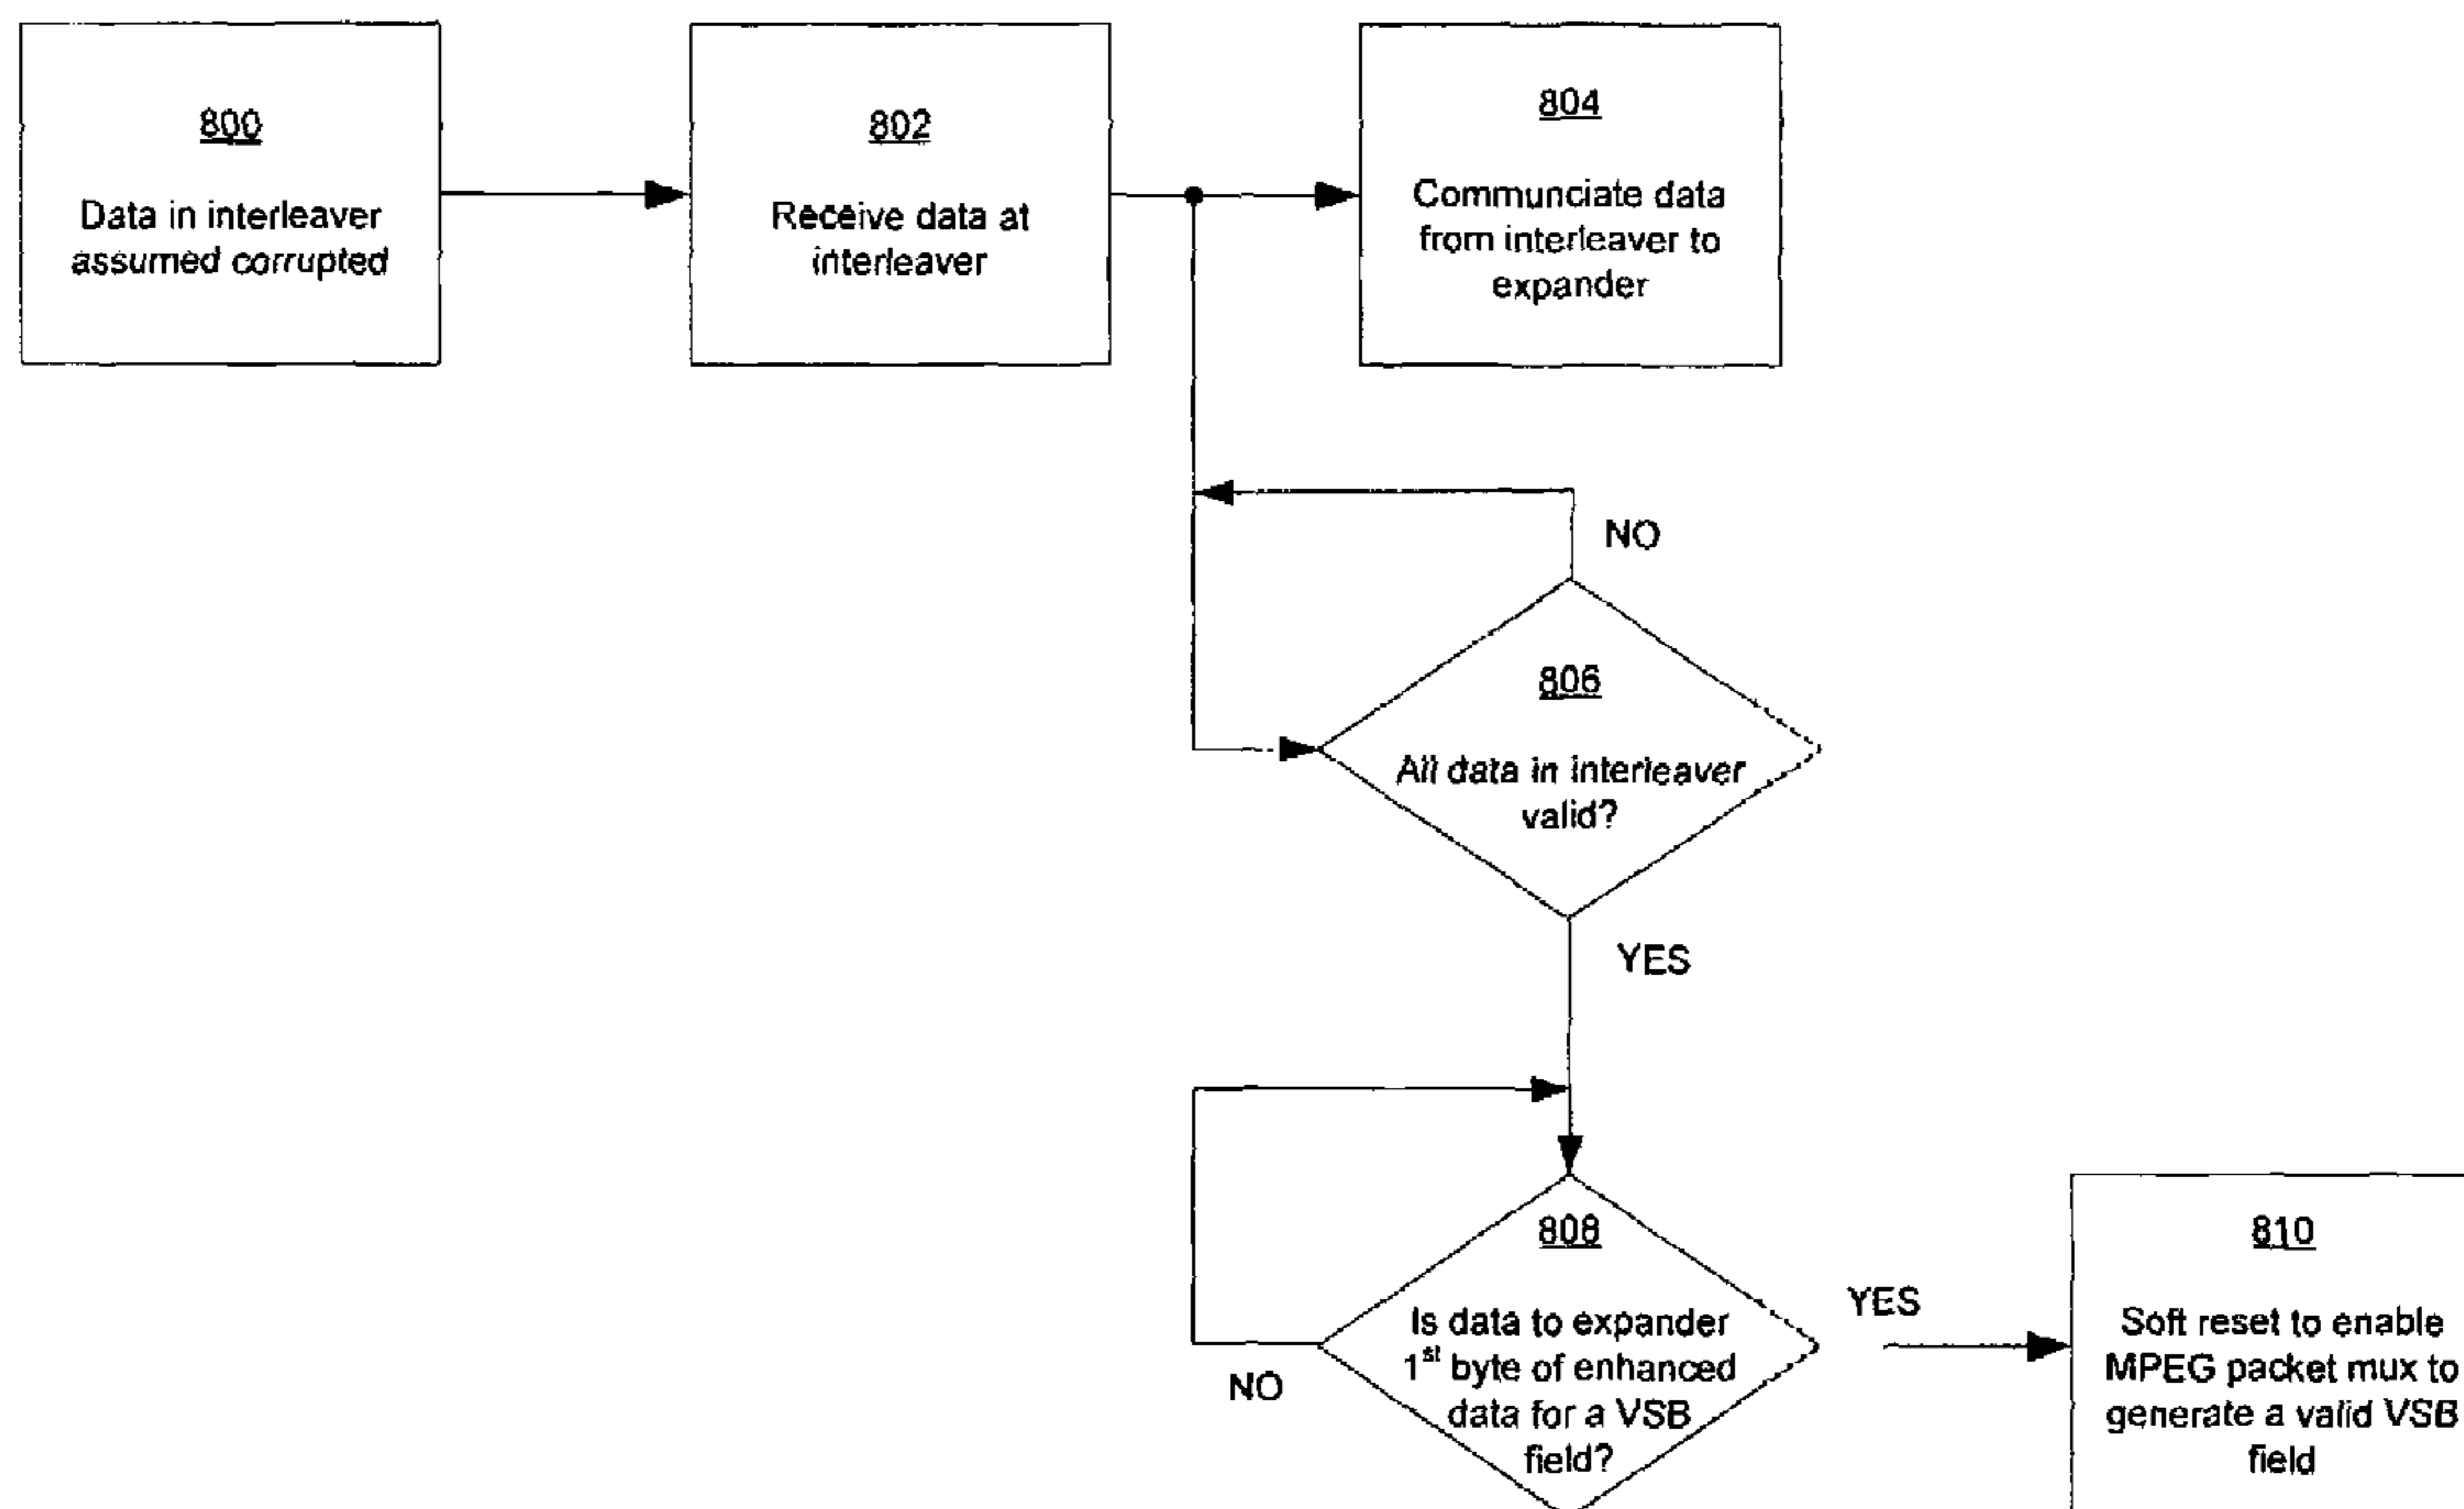 800
Data in interleaver
assumed corrupted
802
Receive data at
interleaver
804
Communciate data
from interleaver to
expander
NO
806
All data in interleaver
valid?
YES
808
Is data to expander
1st byte of enhanced
data for a VSB
field?
NO
YES
810
Soft reset to enable
MPEG packet mux to
generate a valid VSB
field